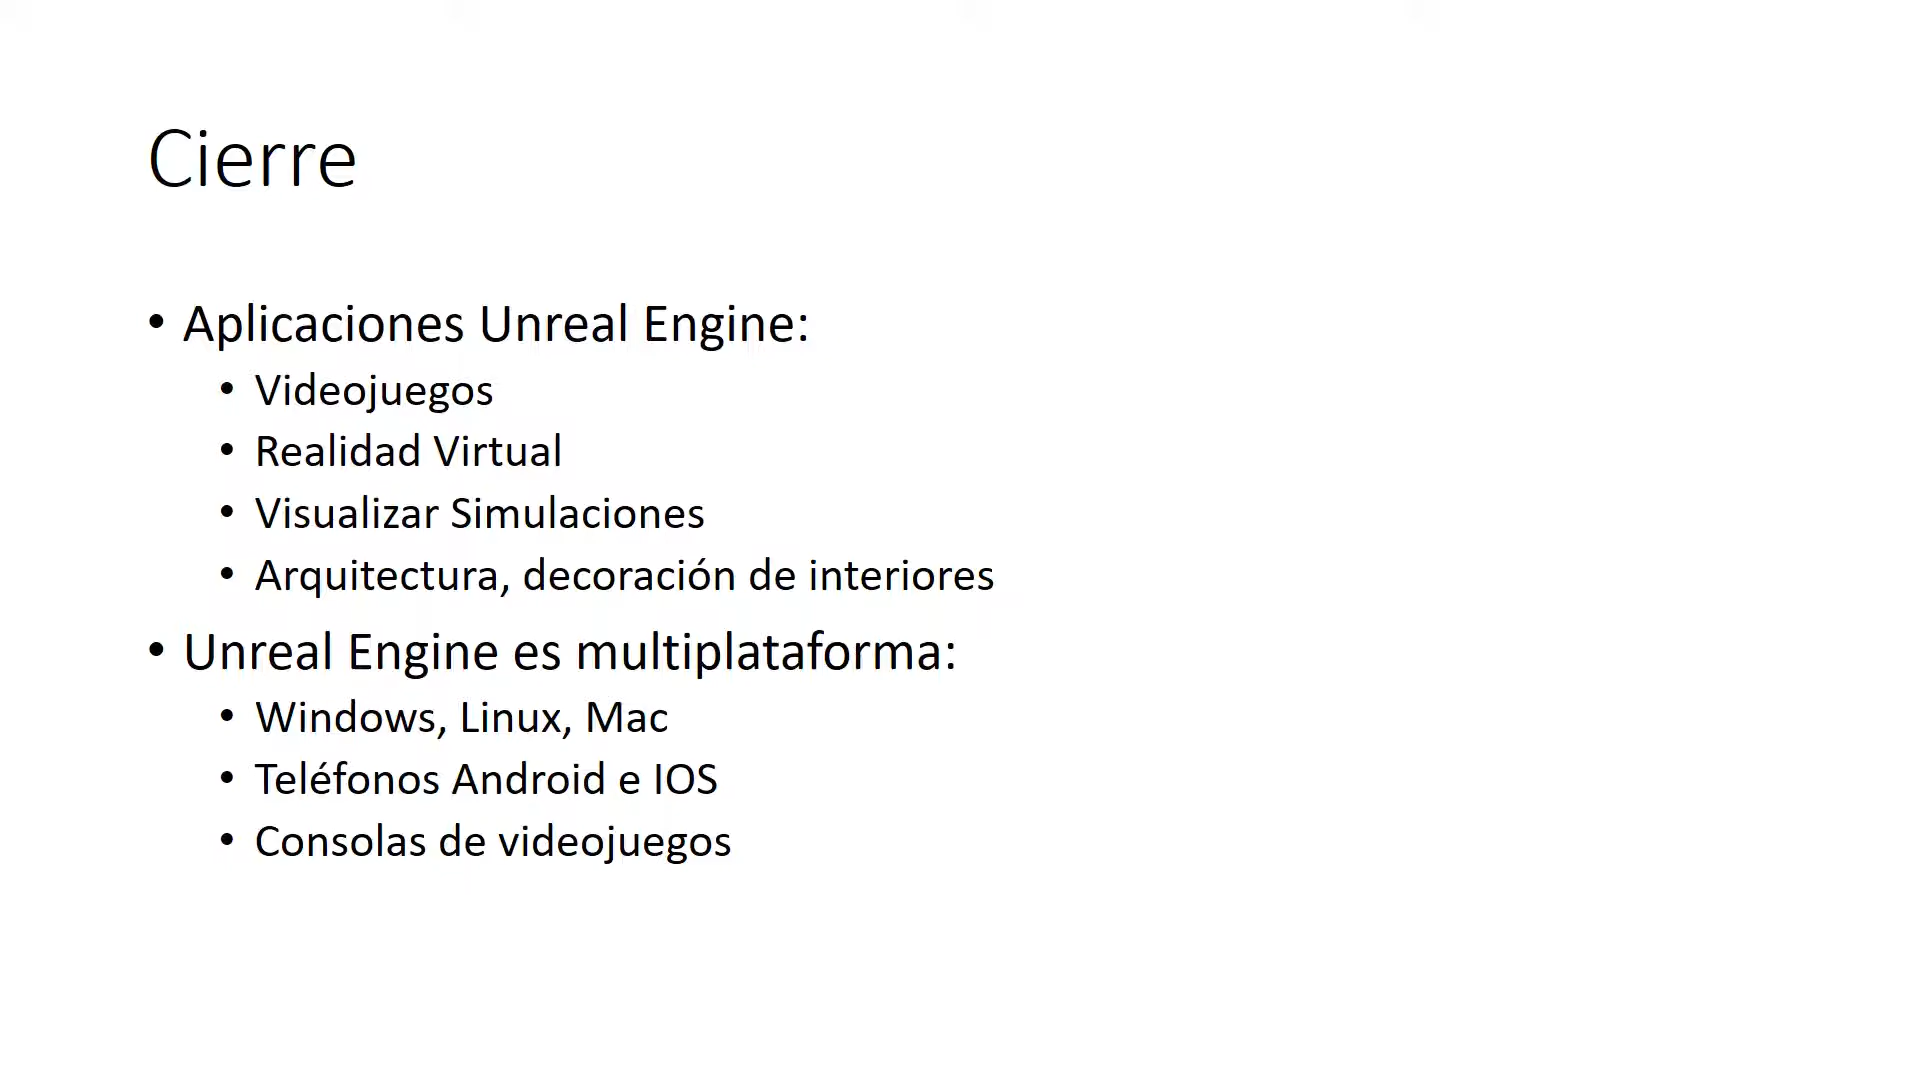 Cierre
• Aplicaciones Unreal Engine:
• Videojuegos
• Realidad Virtual
• Visualizar Simulaciones
• Arquitectura, decoración de interiores
• Unreal Engine es multiplataforma:
• Windows, Linux, Mac
• Teléfonos Android e IOS
• Consolas de videojuegos